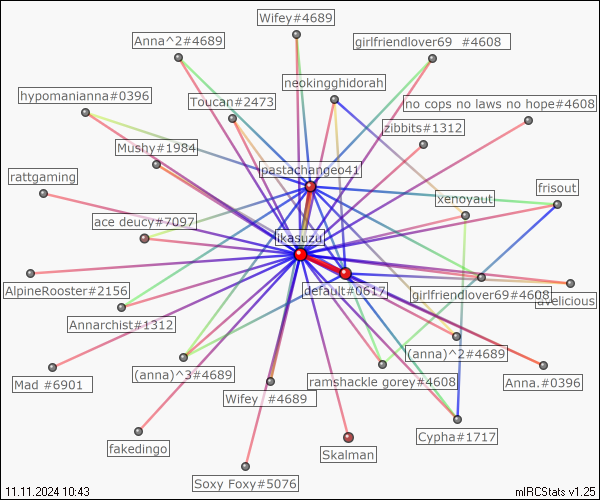 Wifey#4689
Anna^2#4689
girlfriendlover69 #4608
neokingghidorah
hypomanianna#0396
Toucan#2473
no cops no laws no hope#4608
zibbits#1312
Mushy#1984
pastachangeo41
rattgaming
frisout
xenoyaut
ace deucy#7097
ikasuzu
AlpineRooster#2156
default#0617
girlfriendlover69#4608
Annarchist#1312
(anna)^2#4689
(anna)^3#4689
ramshackle gorey#4608
Anna.#0396
Mad #6901
Wifey #4689
Cypha#1717
fakedingo
Skalman
Soxy Foxy#5076
11.11.2024 10:43
mIRCStats v1.25